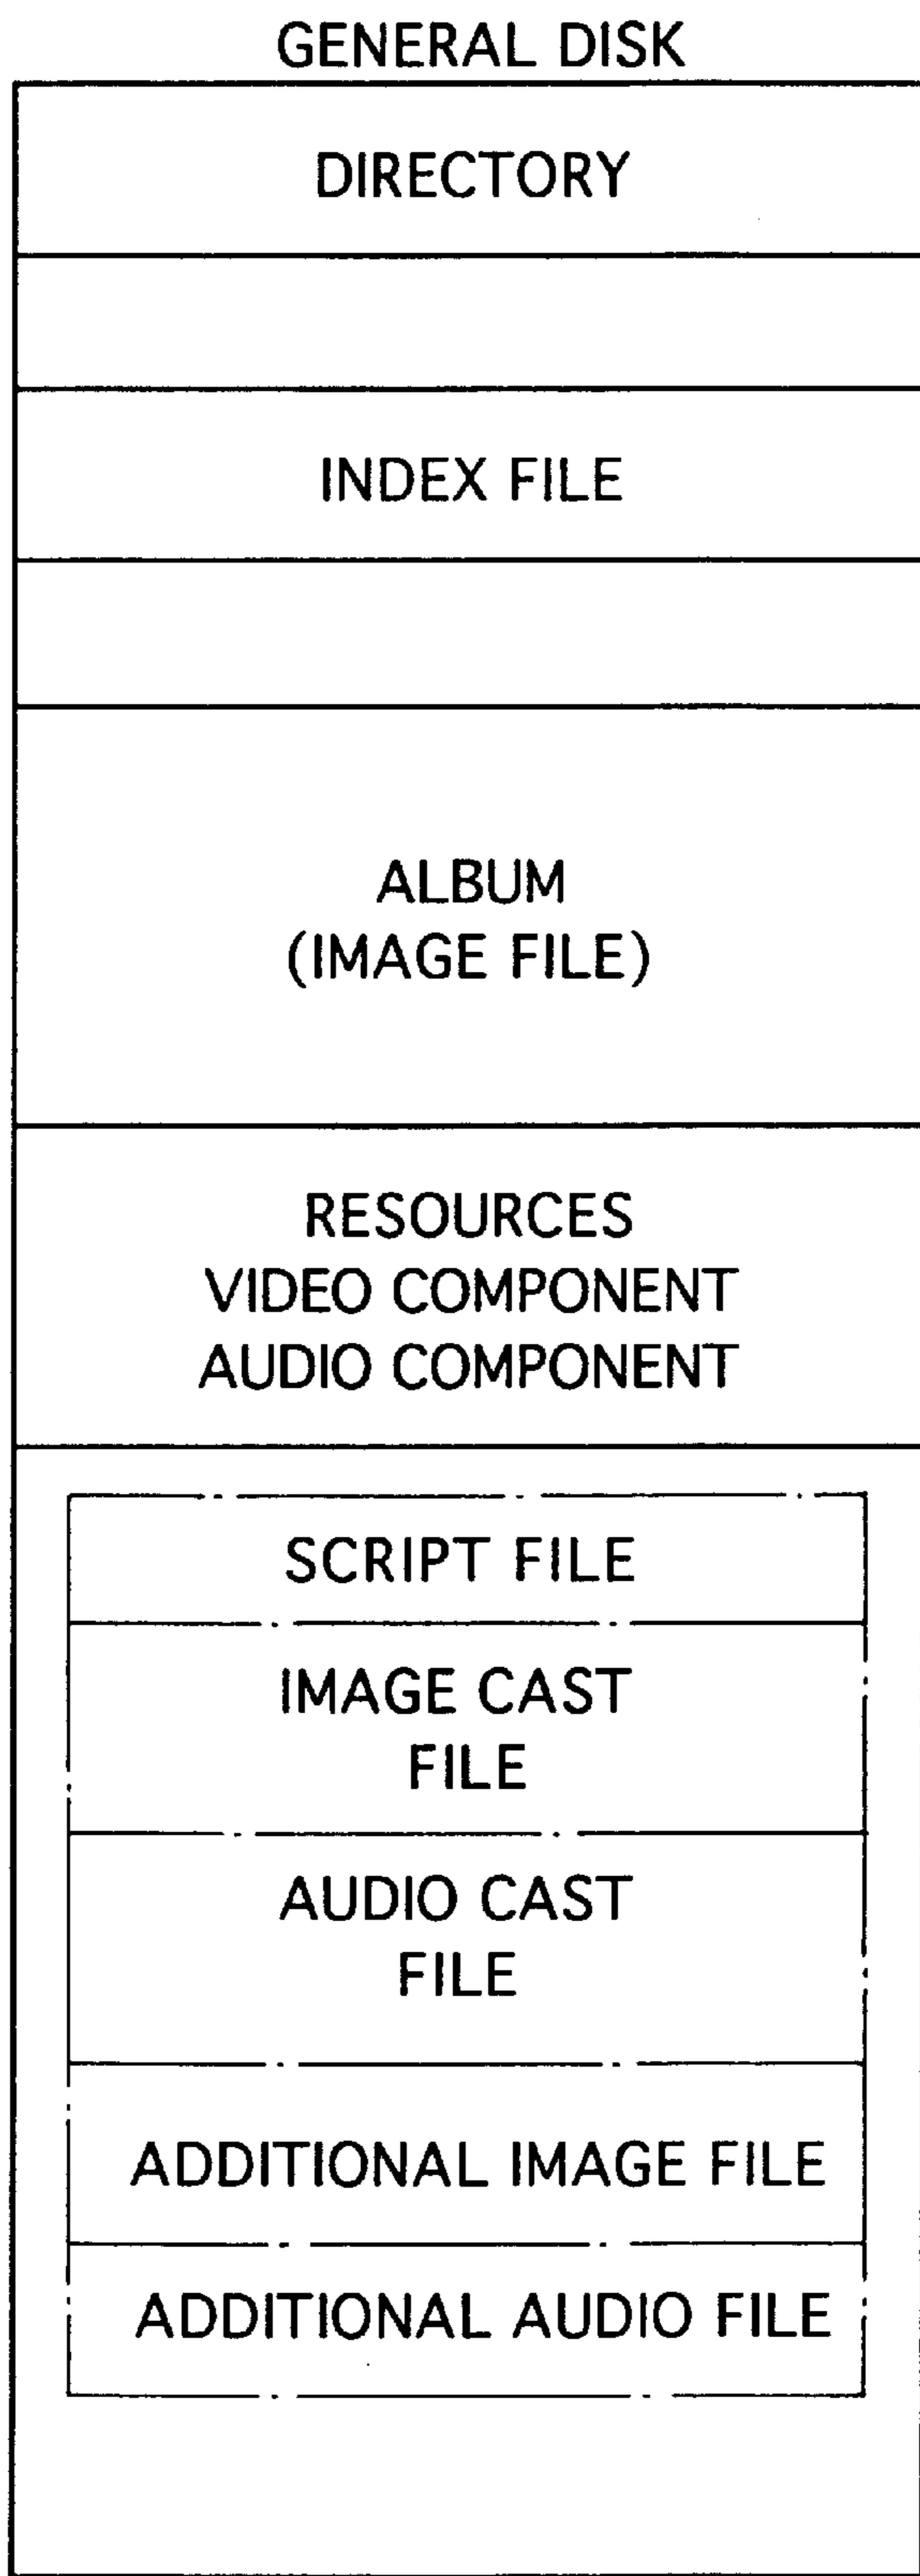 GENERAL DISK
DIRECTORY
INDEX FILE
ALBUM
(IMAGE FILE)
RESOURCES
VIDEO COMPONENT
AUDIO COMPONENT
SCRIPT FILE
IMAGE CAST
FILE
AUDIO CAST
FILE
ADDITIONAL IMAGE FILE
ADDITIONAL AUDIO FILE